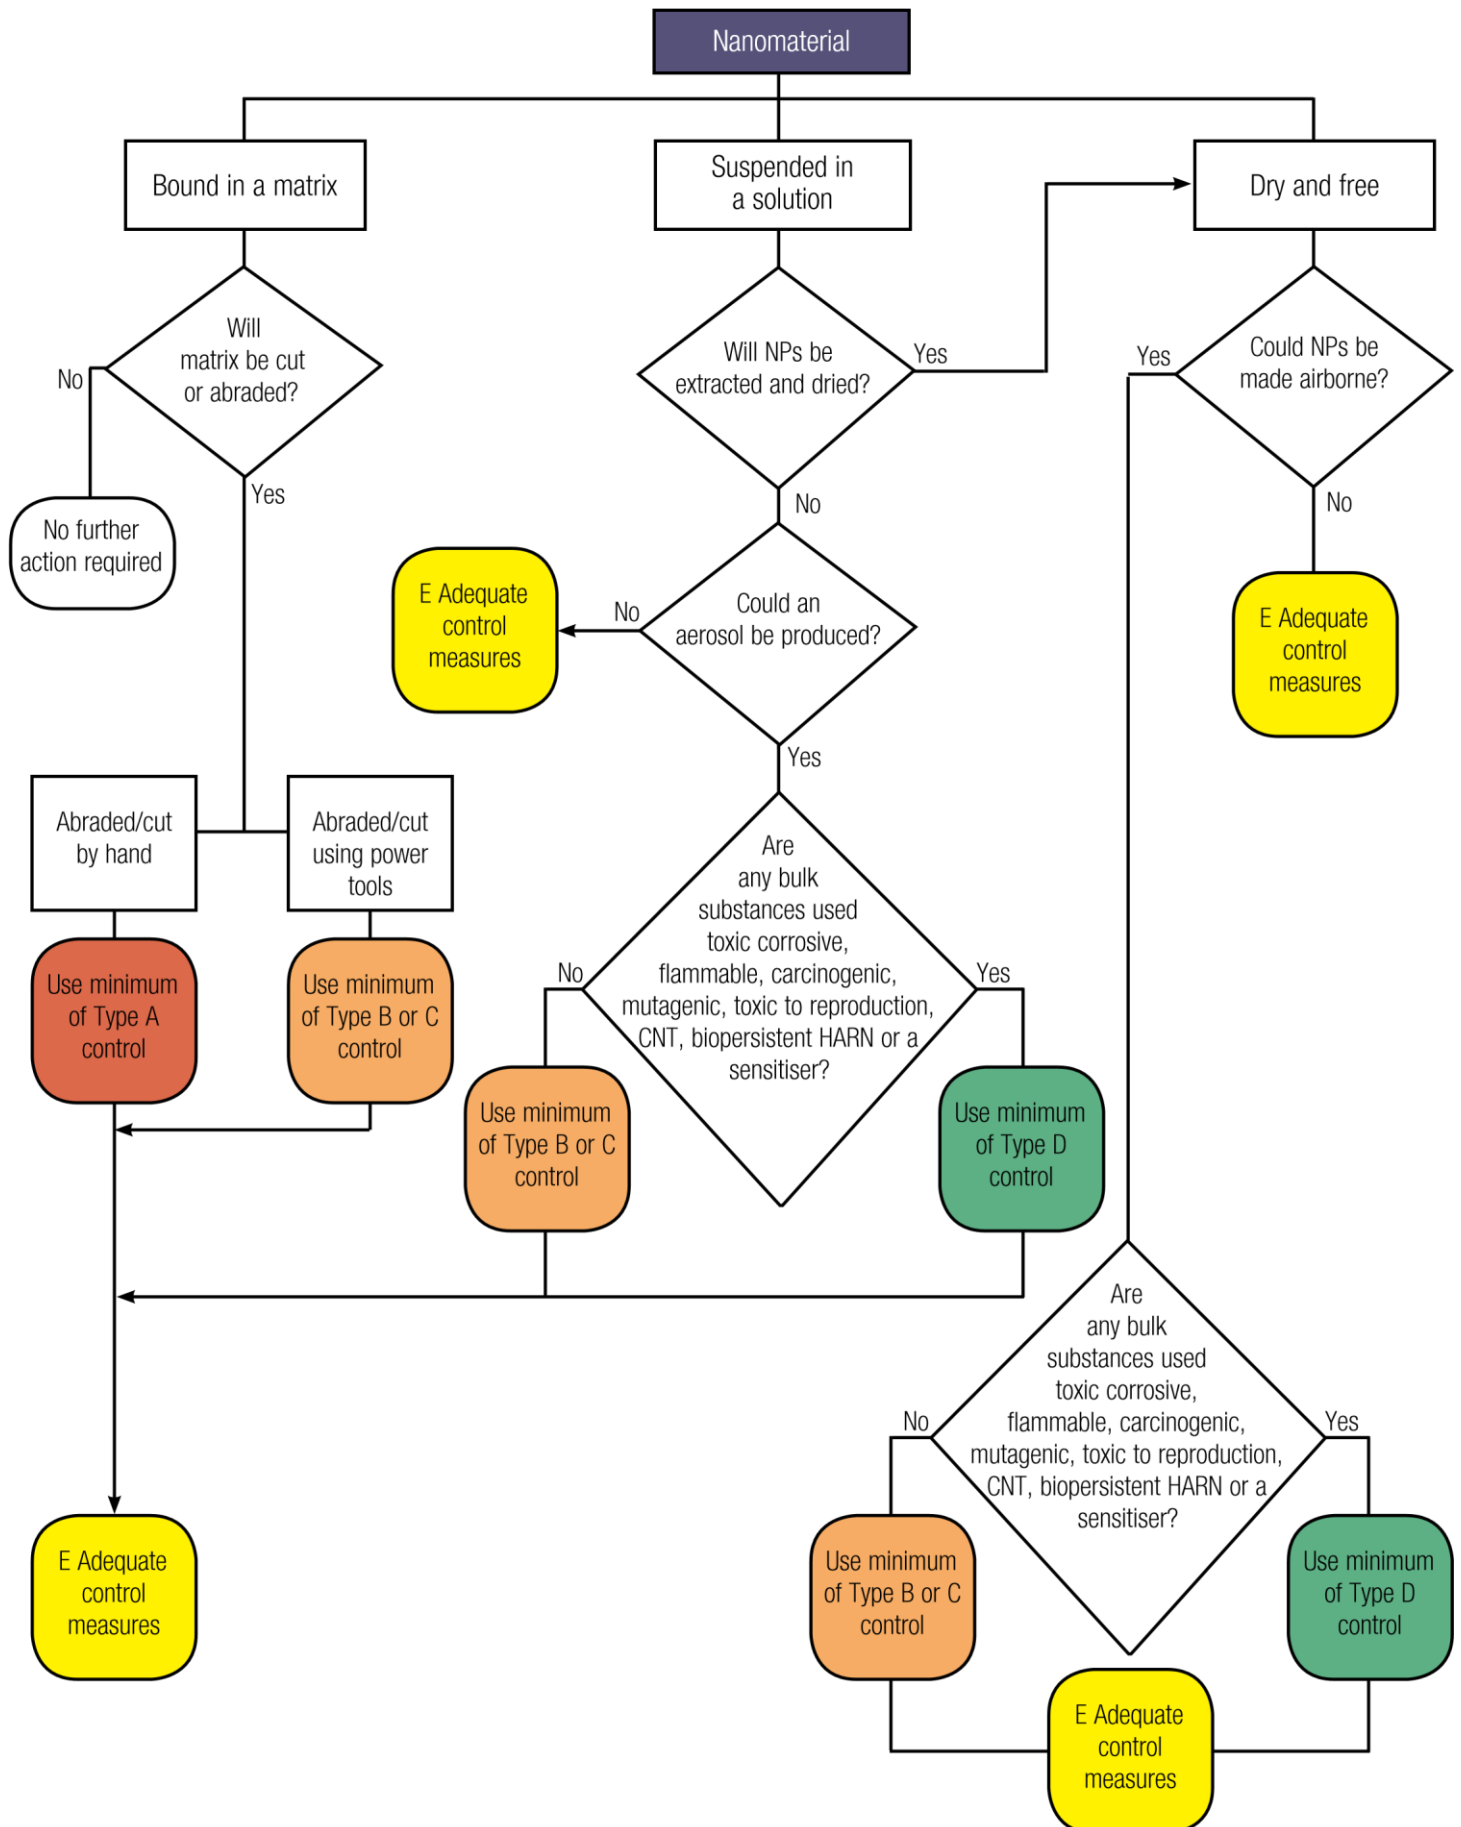 Nanomaterial
Bound in a matrix
Suspended in
a solution
Dry and free
Will
matrix be cut
or abraded?
No
Yes
No further
action required
Will NPs be
extracted and dried?
Yes
No
Could NPs be
made airborne?
Yes
No
E Adequate
control
measures
Could an
aerosol be produced?
No
Yes
E Adequate
control
measures
Abraded/cut
by hand
Abraded/cut
using power
tools
Use minimum
of Type A
control
Use minimum
of Type B or C
control
Are
any bulk
substances used
toxic corrosive,
flammable, carcinogenic,
mutagenic, toxic to reproduction,
CNT, biopersistent HARN or a
sensitiser?
No
Yes
Use minimum
of Type B or C
control
Use minimum
of Type D
control
Are
any bulk
substances used
toxic corrosive,
flammable, carcinogenic,
mutagenic, toxic to reproduction,
CNT, biopersistent HARN or a
sensitiser?
No
Yes
E Adequate
control
measures
Use minimum
of Type B or C
control
Use minimum
of Type D
control
E Adequate
control
measures